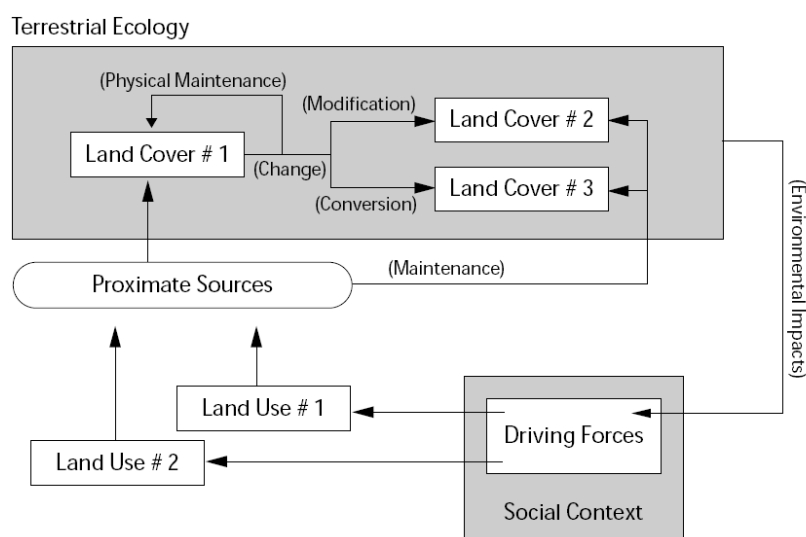 Terrestrial Ecology
(Physical Maintenance)
(Modification)
Land Cover # 2
Land Cover # 1
(Change)
Land Cover # 3
(Conversion)
(Environmental Impacts)
(Maintenance)
Proximate Sources
Land Use # 1
Driving Forces
Land Use # 2
Social Context